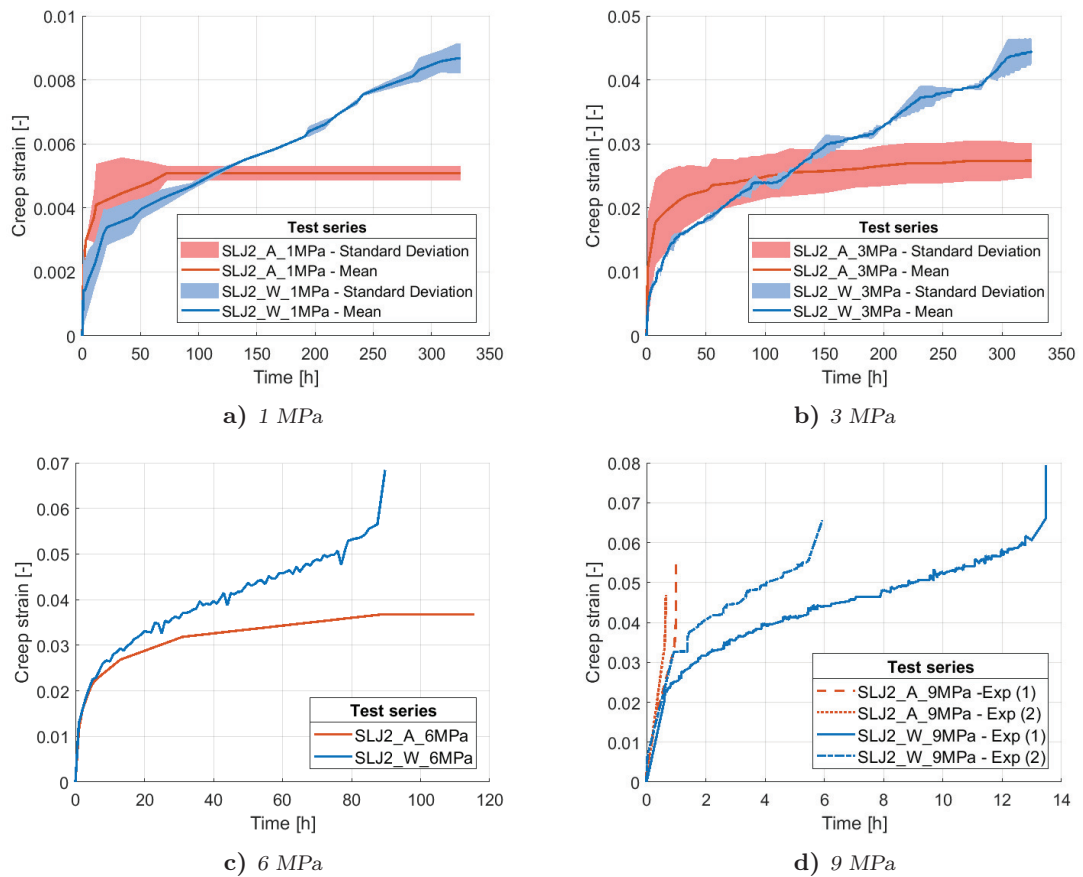 0.01
0.008
0.006
0.004
0.002
0
Creep strain [-]
0 50 100 150 200 250 300 350
Time [h]
Test series
SLJ2_A_1MPa - Standard Deviation
SLJ2_A_1MPa - Mean
SLJ2_W_1MPa - Standard Deviation
SLJ2_W_1MPa - Mean
a) 1 MPa
0.05
0.04
0.03
0.02
0.01
0
Creep strain [-] [-]
0 50 100 150 200 250 300 350
Time [h]
Test series
SLJ2_A_3MPa - Standard Deviation
SLJ2_A_3MPa - Mean
SLJ2_W_3MPa - Standard Deviation
SLJ2_W_3MPa - Mean
b) 3 MPa
0.07
0.06
0.05
0.04
0.03
0.02
0.01
0
Creep strain [-]
0 20 40 60 80 100 120
Time [h]
Test series
SLJ2_A_6MPa
SLJ2_W_6MPa
c) 6 MPa
0.08
0.07
0.06
0.05
0.04
0.03
0.02
0.01
0
Creep strain [-]
0 2 4 6 8 10 12 14
Time [h]
Test series
SLJ2_A_9MPa -Exp (1)
SLJ2_A_9MPa - Exp (2)
SLJ2_W_9MPa - Exp (1)
SLJ2_W_9MPa - Exp (2)
d) 9 MPa